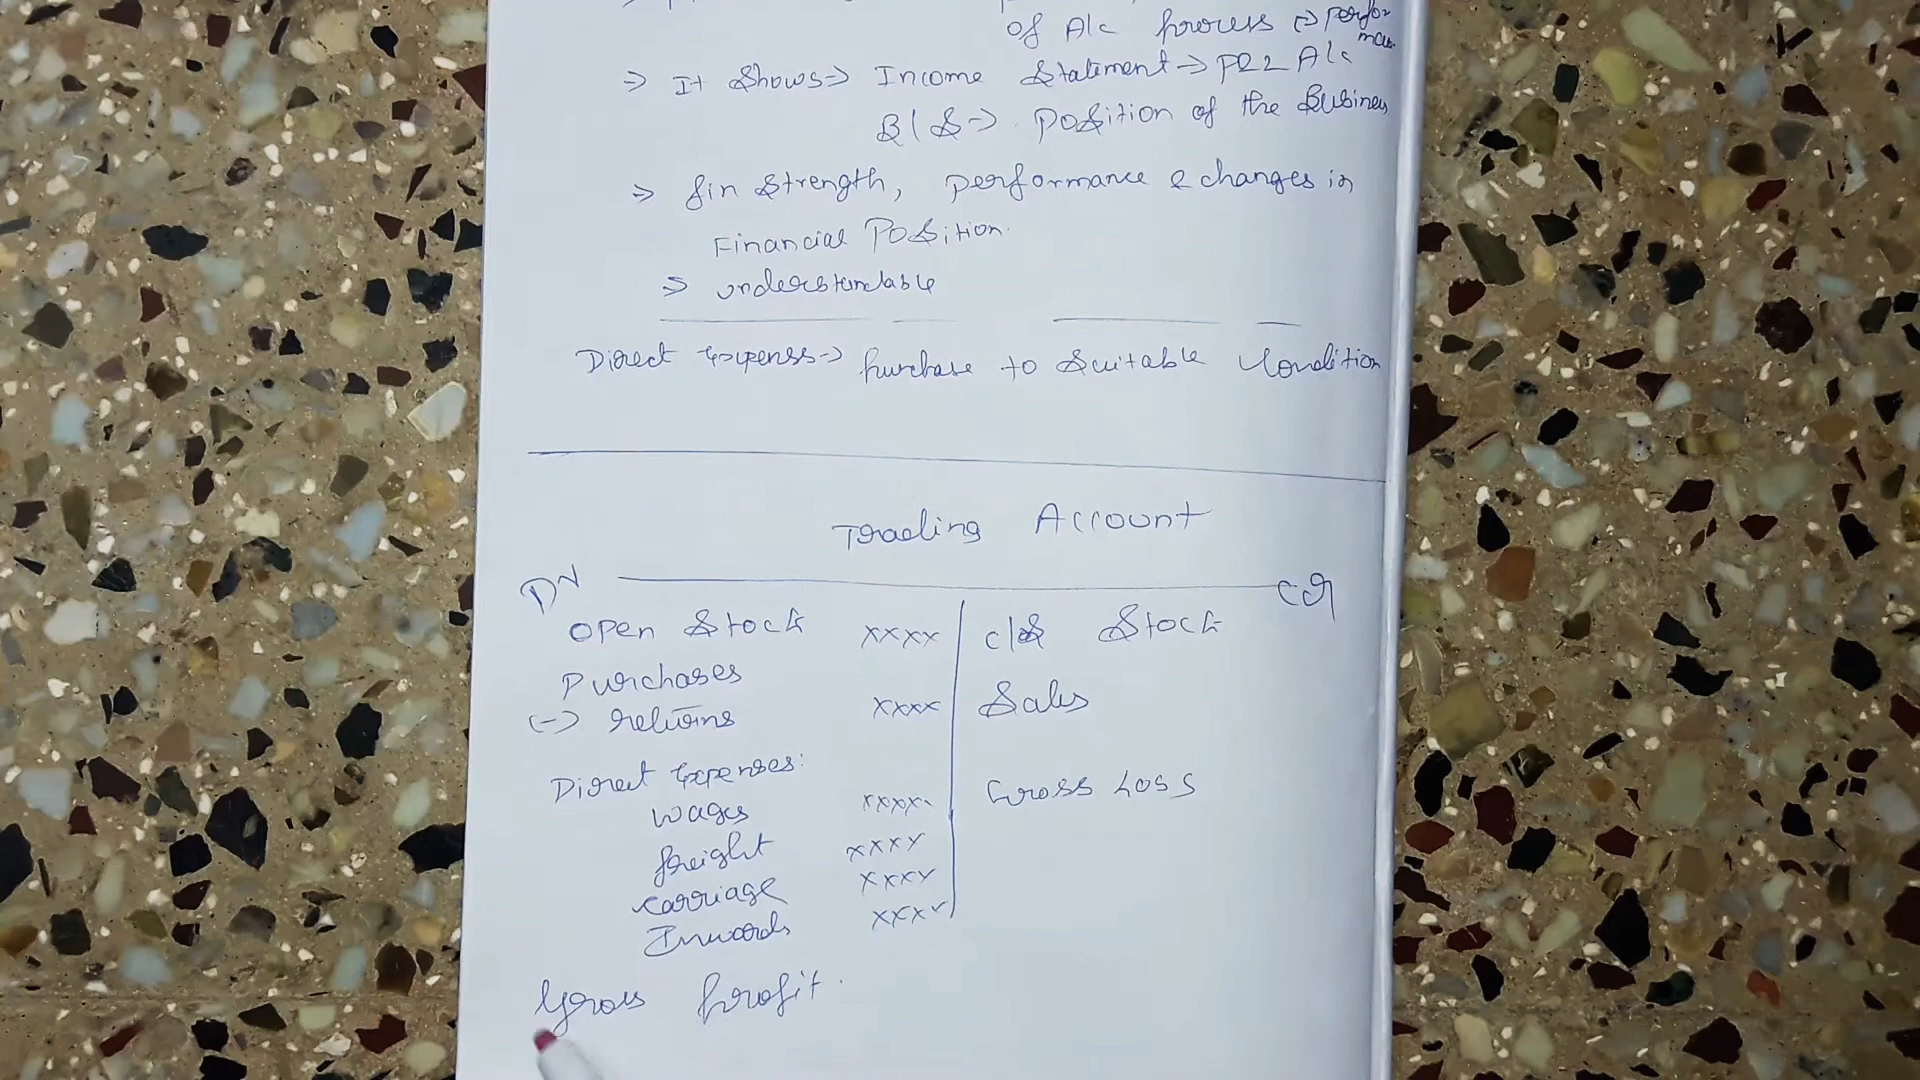 of A/c process (-) perfor
mau.
⇒ It shows → Income Statement → P&L A/c
B/S → Position of the Business
⇒ fin strength, performance & changes in
Financial Position.
⇒ understandable
Direct Expenses → purchase to suitable condition
Trading Account
Dr Cr
Open Stock xxxx c/s Stock
Purchases
(-) returns xxxx Sales
Direct Expenses:
wages xxxx Gross Loss
freight xxxx
carriage xxxx
Inwards xxxx
Gross profit.